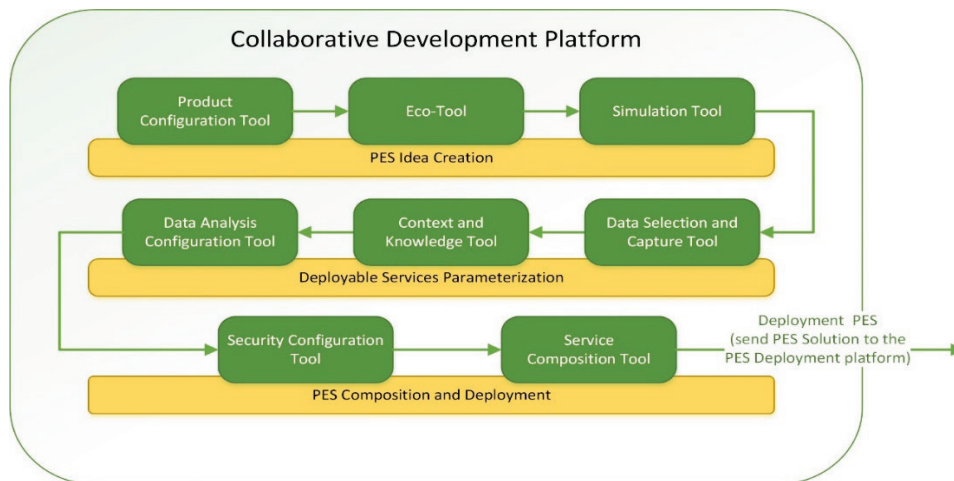 Collaborative Development Platform
Product
Configuration Tool
Eco-Tool
Simulation Tool
PES Idea Creation
Data Analysis
Configuration Tool
Context and
Knowledge Tool
Data Selection and
Capture Tool
Deployable Services Parameterization
Security Configuration
Tool
Service
Composition Tool
Deployment PES
(send PES Solution to the
PES Deployment platform)
PES Composition and Deployment